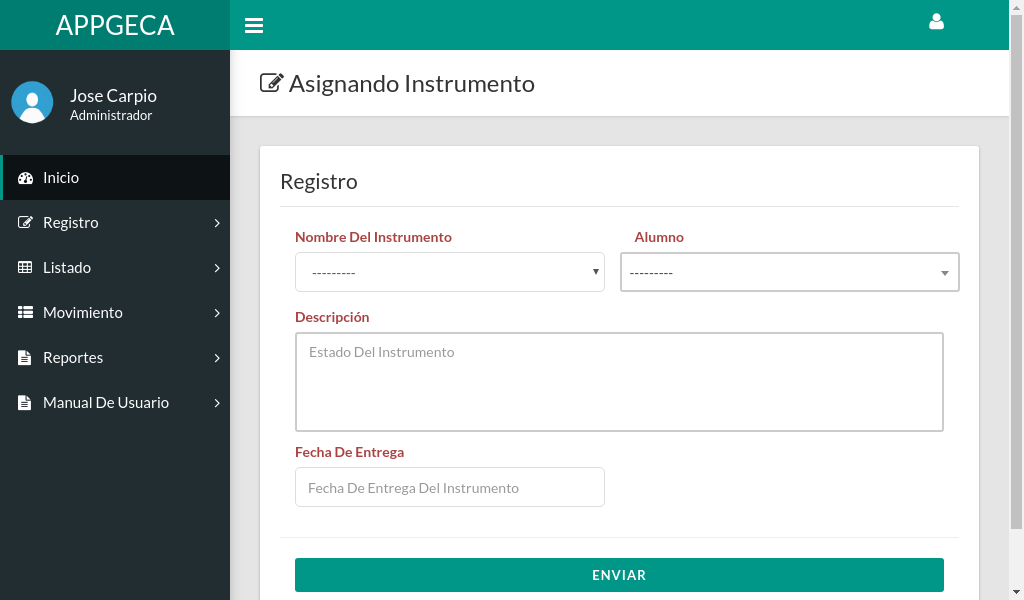 APPGECA
Asignando Instrumento
Jose Carpio
Administrador
Inicio
Registro
Listado
Movimiento
Reportes
Manual De Usuario
Registro
Nombre Del Instrumento
Alumno
---------
---------
Descripción
Estado Del Instrumento
Fecha De Entrega
Fecha De Entrega Del Instrumento
ENVIAR